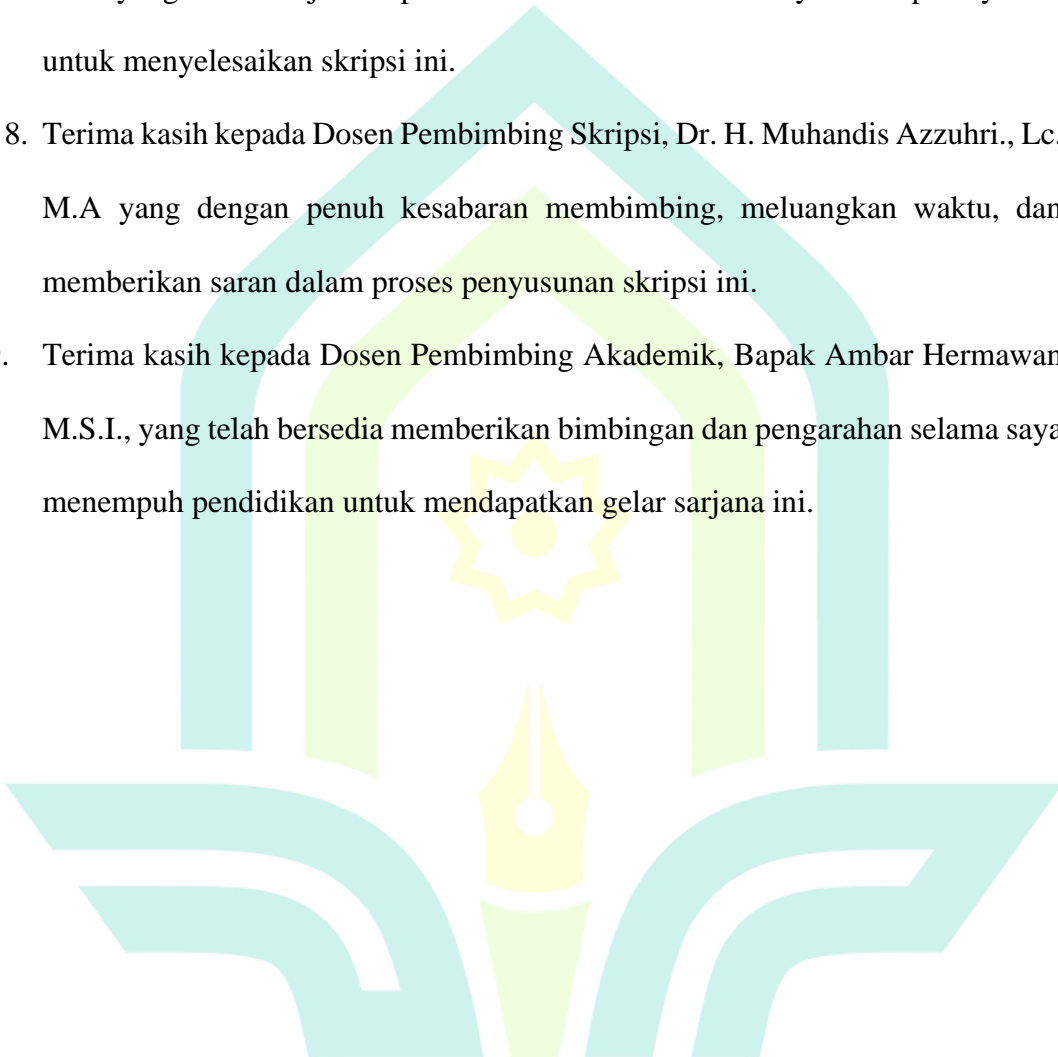 untuk menyelesaikan skripsi ini.
8. Terima kasih kepada Dosen Pembimbing Skripsi, Dr. H. Muhandis Azzuhri., Lc.
M.A yang dengan penuh kesabaran membimbing, meluangkan waktu, dan
memberikan saran dalam proses penyusunan skripsi ini.
. Terima kasih kepada Dosen Pembimbing Akademik, Bapak Ambar Hermawan
M.S.I., yang telah bersedia memberikan bimbingan dan pengarahan selama saya
menempuh pendidikan untuk mendapatkan gelar sarjana ini.